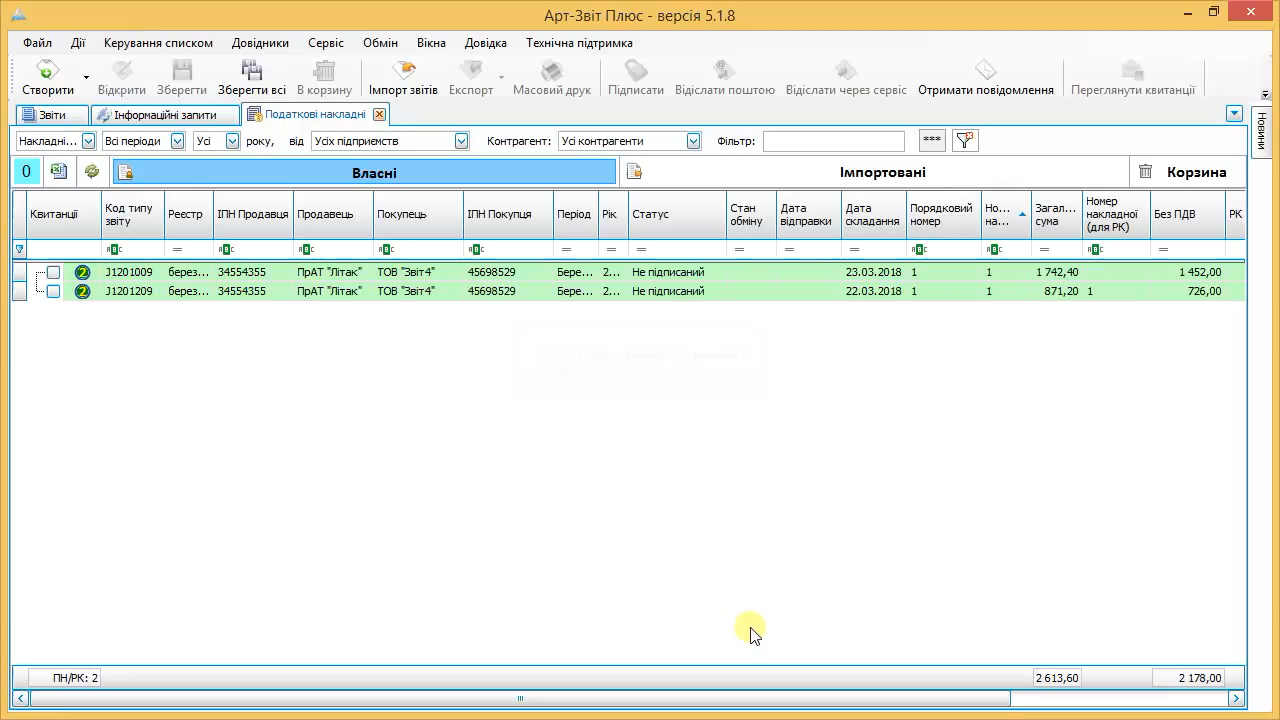 Арт-Звіт Плюс - версія 5.1.8
Файл Дії Керування списком Довідники Сервіс Обмін Вікна Довідка Технічна підтримка
Створити Відкрити Зберегти Зберегти всі В корзину Імпорт звітів Експорт Масовий друк Підписати Відіслати поштою Відіслати через сервіс Отримати повідомлення Переглянути квитанції
Звіти Інформаційні запити Податкові накладні
Новини
Накладні... Всі періоди Усі року, від Усіх підприємств Контрагент: Усі контрагенти Фільтр: ***
0 Власні Імпортовані Корзина
Квитанції Код типу звіту Реєстр ІПН Продавця Продавець Покупець ІПН Покупця Період Рік Статус Стан обміну Дата відправки Дата складання Порядковий номер Но... на... Загал... сума Номер накладної (для РК) Без ПДВ РК
ABC = ABC ABC ABC ABC = = = = = = ABC = = ABC =
2 J1201009 берез... 34554355 ПрАТ "Літак" ТОВ "Звіт4" 45698529 Бере... 2... Не підписаний 23.03.2018 1 1 1 742,40 1 452,00
2 J1201209 берез... 34554355 ПрАТ "Літак" ТОВ "Звіт4" 45698529 Бере... 2... Не підписаний 22.03.2018 1 1 871,20 1 726,00
ПН/РК: 2 2 613,60 2 178,00